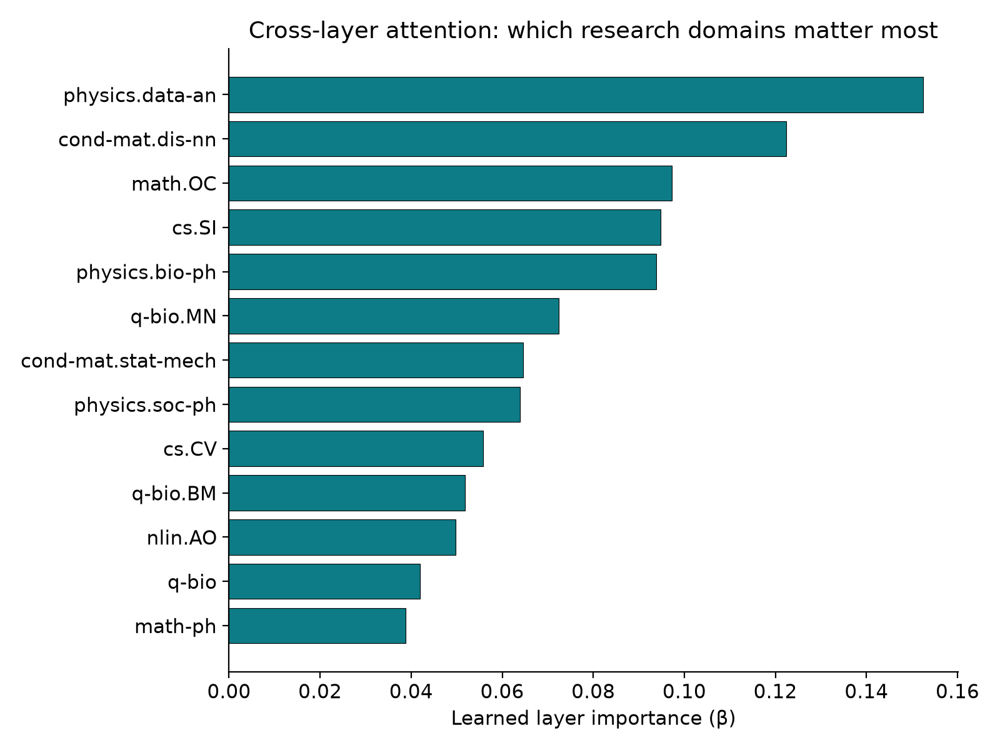 Cross-layer attention: which research domains matter most
physics.data-an
cond-mat.dis-nn
math.OC
cs.SI
physics.bio-ph
q-bio.MN
cond-mat.stat-mech
physics.soc-ph
cs.CV
q-bio.BM
nlin.AO
q-bio
math-ph
0.00 0.02 0.04 0.06 0.08 0.10 0.12 0.14 0.16
Learned layer importance (β)